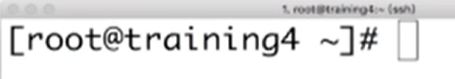 1. root@training4:~ (ssh)
[root@training4 ~]#